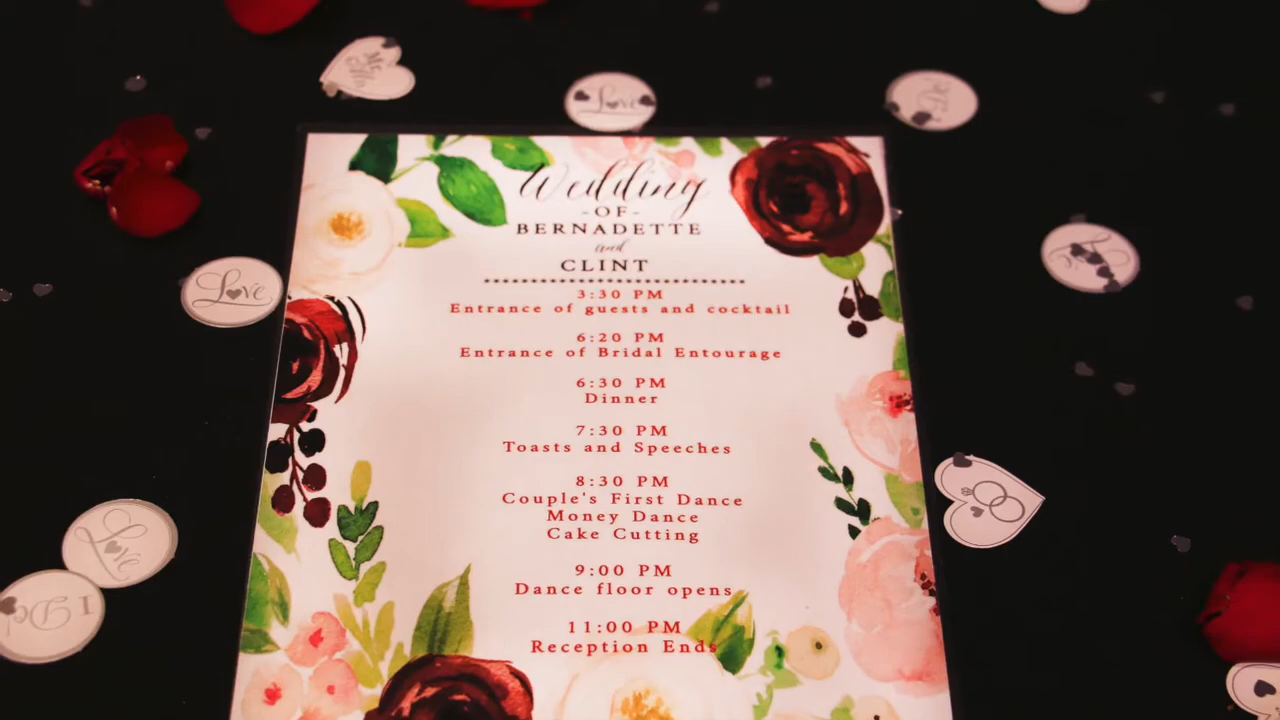 Love
Wedding
-OF-
BERNADETTE
and
CLINT
3:30 PM
Entrance of guests and cocktail
6:20 PM
Entrance of Bridal Entourage
6:30 PM
Dinner
7:30 PM
Toasts and Speeches
8:30 PM
Couple's First Dance
Money Dance
Cake Cutting
9:00 PM
Dance floor opens
11:00 PM
Reception Ends
Love
Love
I Do